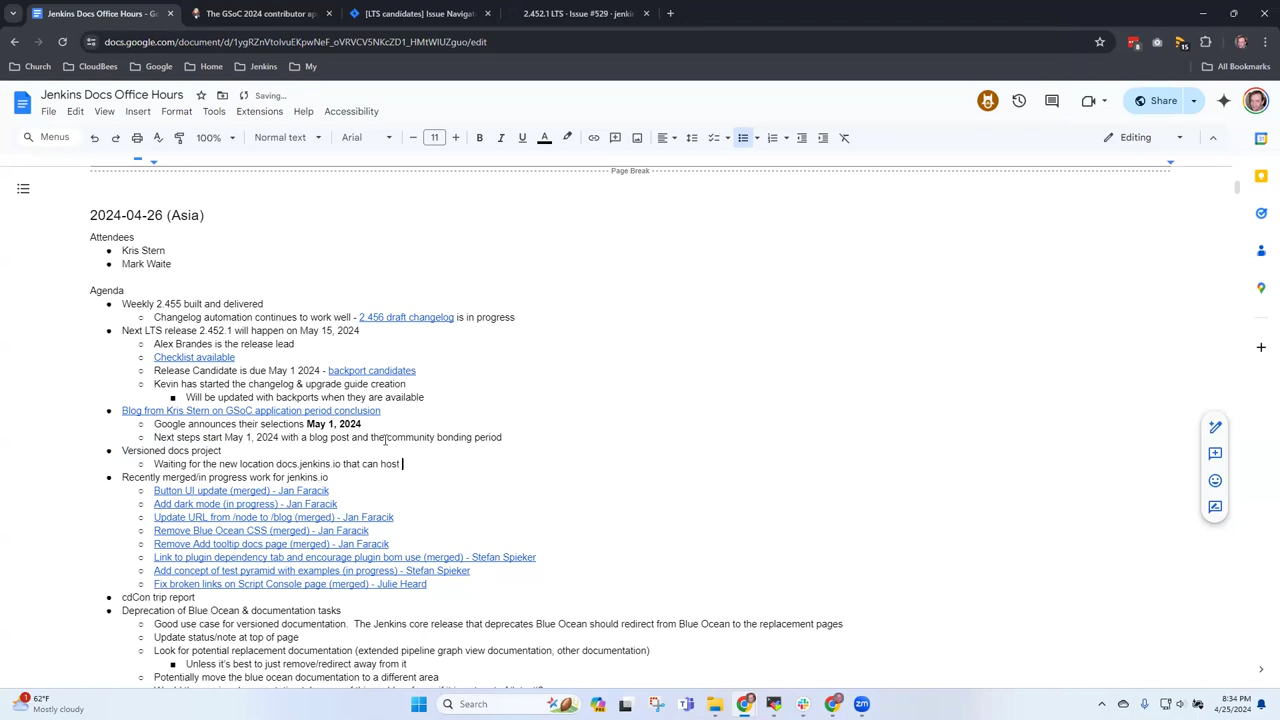 Jenkins Docs Office Hours - G
The GSoC 2024 contributor ap
[LTS candidates] Issue Navigat
2.452.1 LTS · Issue #529 · jenki
docs.google.com/document/d/1ygRZnVtoIvuEKpwNeF_oVRVCV5NKcZD1_HMtWIUZguo/edit
Church
CloudBees
Home
Google
Jenkins
My
All Bookmarks
Jenkins Docs Office Hours
Saving...
File Edit View Insert Format Tools Extensions Help Accessibility
Share
Menus
100%
Normal text
Arial
11
Editing
Page Break
2024-04-26 (Asia)
Attendees
● Kris Stern
● Mark Waite
Agenda
● Weekly 2.455 built and delivered
○ Changelog automation continues to work well - 2.456 draft changelog is in progress
● Next LTS release 2.452.1 will happen on May 15, 2024
○ Alex Brandes is the release lead
○ Checklist available
○ Release Candidate is due May 1 2024 - backport candidates
○ Kevin has started the changelog & upgrade guide creation
■ Will be updated with backports when they are available
● Blog from Kris Stern on GSoC application period conclusion
○ Google announces their selections May 1, 2024
○ Next steps start May 1, 2024 with a blog post and the community bonding period
● Versioned docs project
○ Waiting for the new location docs.jenkins.io that can host
● Recently merged/in progress work for jenkins.io
○ Button UI update (merged) - Jan Faracik
○ Add dark mode (in progress) - Jan Faracik
○ Update URL from /node to /blog (merged) - Jan Faracik
○ Remove Blue Ocean CSS (merged) - Jan Faracik
○ Remove Add tooltip docs page (merged) - Jan Faracik
○ Link to plugin dependency tab and encourage plugin bom use (merged) - Stefan Spieker
○ Add concept of test pyramid with examples (in progress) - Stefan Spieker
○ Fix broken links on Script Console page (merged) - Julie Heard
● cdCon trip report
● Deprecation of Blue Ocean & documentation tasks
○ Good use case for versioned documentation. The Jenkins core release that deprecates Blue Ocean should redirect from Blue Ocean to the replacement pages
○ Update status/note at top of page
○ Look for potential replacement documentation (extended pipeline graph view documentation, other documentation)
■ Unless it's best to just remove/redirect away from it
○ Potentially move the blue ocean documentation to a different area
62°F
Mostly cloudy
Search
8:34 PM
4/25/2024